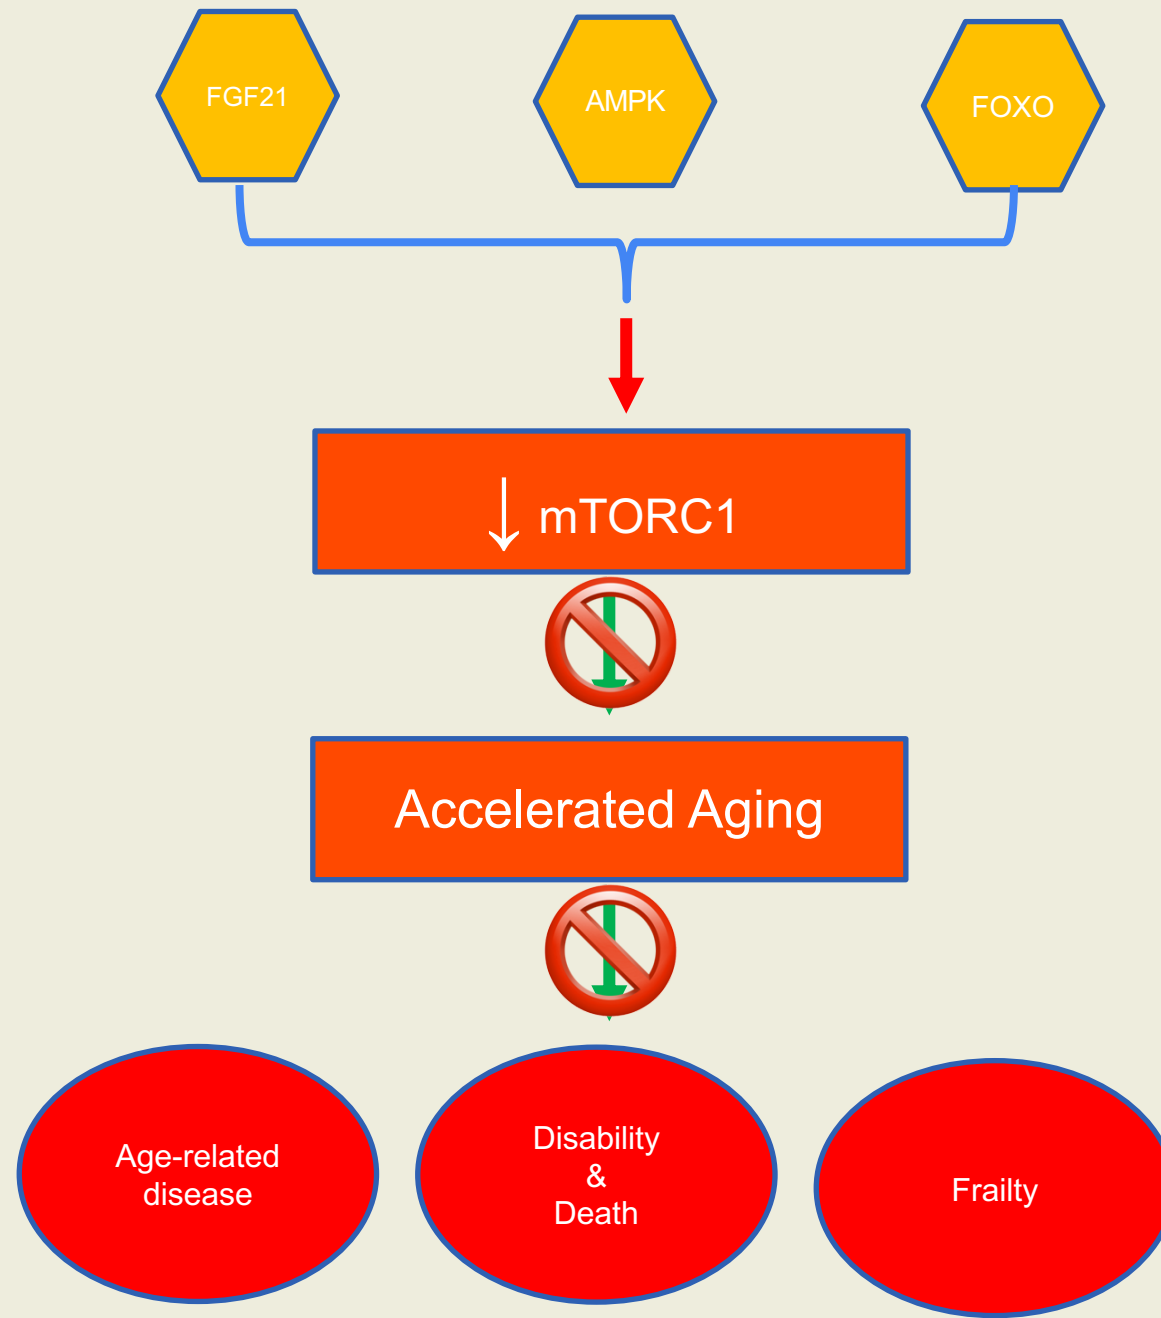 FGF21
AMPK
FOXO
↓ mTORC1
Accelerated Aging
Age-related
disease
Disability
&
Death
Frailty